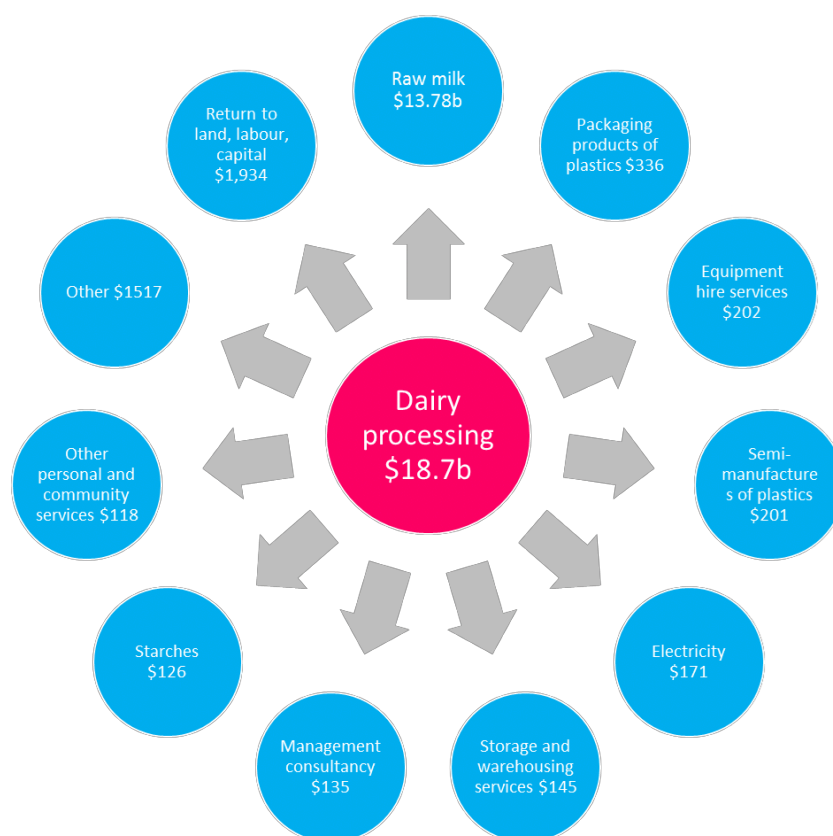 Raw milk
$13.78b
Packaging
products of
plastics $336
Equipment
hire services
$202
Semi-
manufacture
s of plastics
$201
Electricity
$171
Storage and
warehousing
services $145
Management
consultancy
$135
Starches
$126
Other
personal and
community
services $118
Other $1517
Return to
land, labour,
capital
$1,934
Dairy
processing
$18.7b